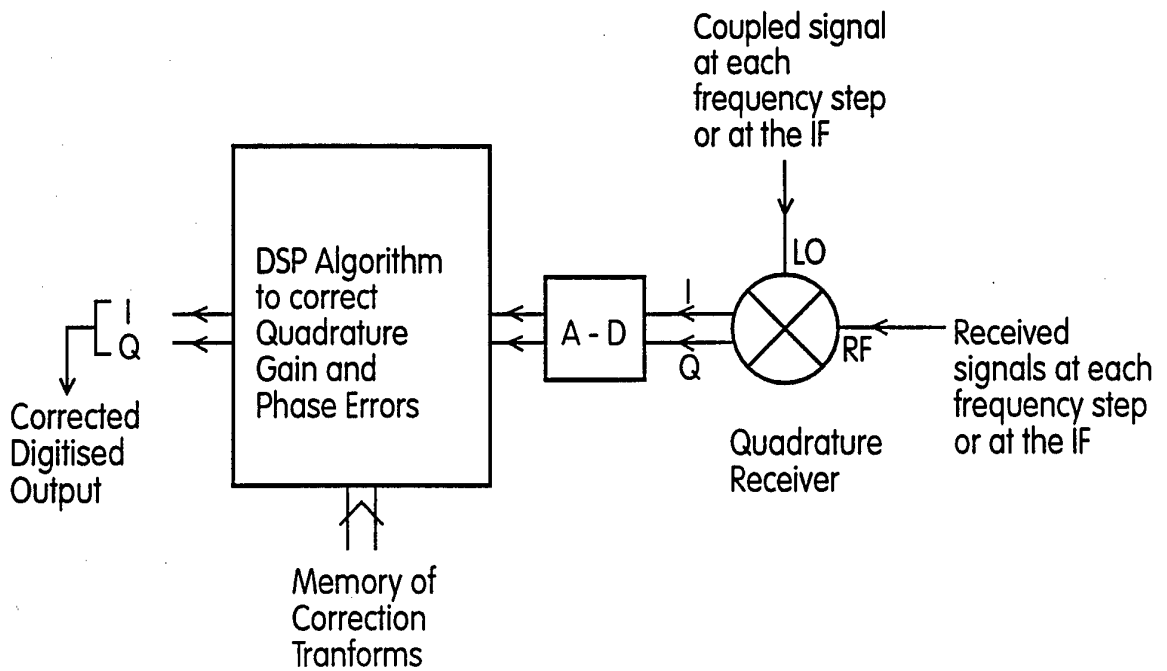 Coupled signal
at each
frequency step
or at the IF
LO
RF
Received
signals at each
frequency step
or at the IF
Quadrature
Receiver
I
Q
A - D
DSP Algorithm
to correct
Quadrature
Gain and
Phase Errors
I
Q
Corrected
Digitised
Output
Memory of
Correction
Tranforms